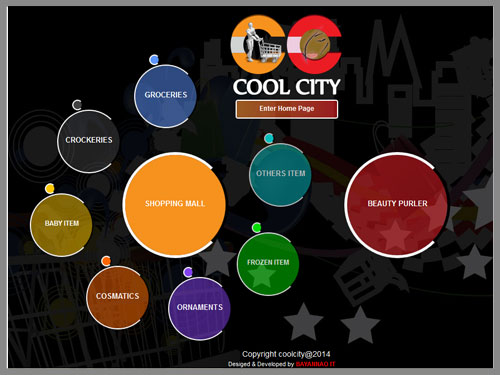 COOL CITY
Enter Home Page
GROCERIES
CROCKERIES
OTHERS ITEM
SHOPPING MALL
BEAUTY PURLER
BABY ITEM
FROZEN ITEM
COSMATICS
ORNAMENTS
Copyright coolcity@2014
Desiged & Developed by BAYANNAO IT